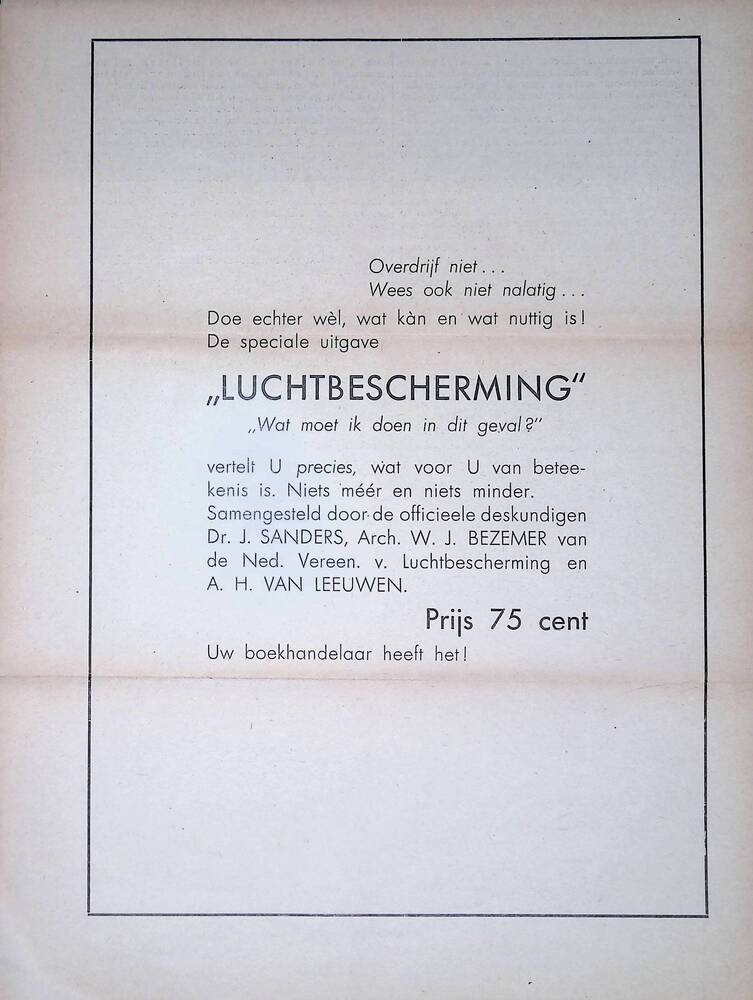 Overdrijf niet...
Wees ook niet nalatig...
Doe echter wèl, wat kàn en wat nuttig is!
De speciale uitgave
„LUCHTBESCHERMING"
„Wat moet ik doen in dit geval?"
vertelt U precies, wat voor U van betee-
kenis is. Niets méér en niets minder.
Samengesteld door de officieele deskundigen
Dr. J. SANDERS, Arch. W. J. BEZEMER van
de Ned. Vereen. v. Luchtbescherming en
A. H. VAN LEEUWEN.
Prijs 75 cent
Uw boekhandelaar heeft het!